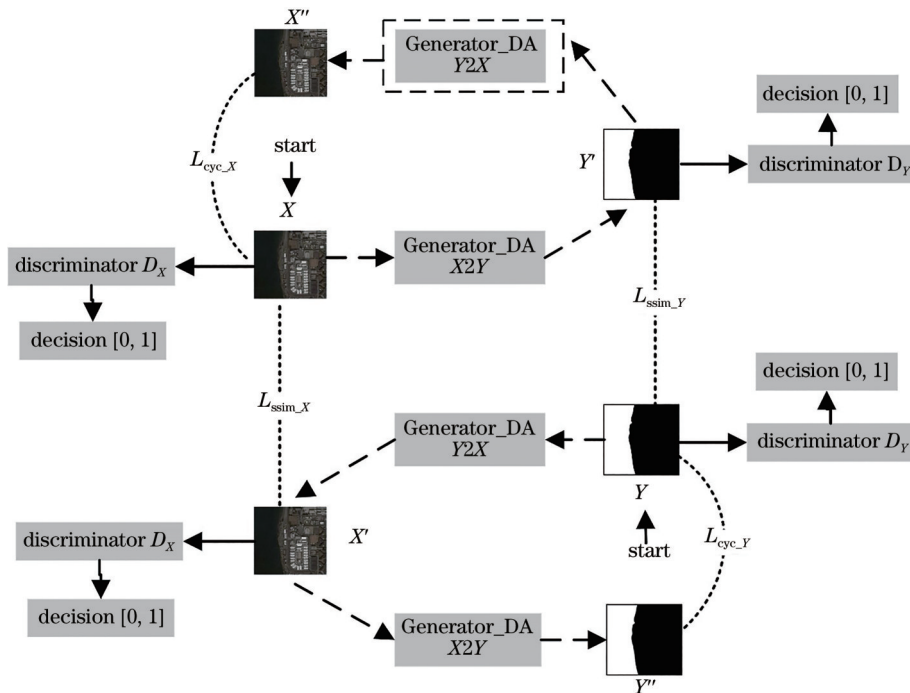 X''
Generator_DA
Y2X
decision [0, 1]
L_cyc_X
start
Y'
discriminator D_Y
X
discriminator D_X
Generator_DA
X2Y
decision [0, 1]
L_ssim_Y
decision [0, 1]
L_ssim_X
Generator_DA
Y2X
discriminator D_Y
Y
discriminator D_X
X'
start
L_cyc_Y
decision [0, 1]
Generator_DA
X2Y
Y''